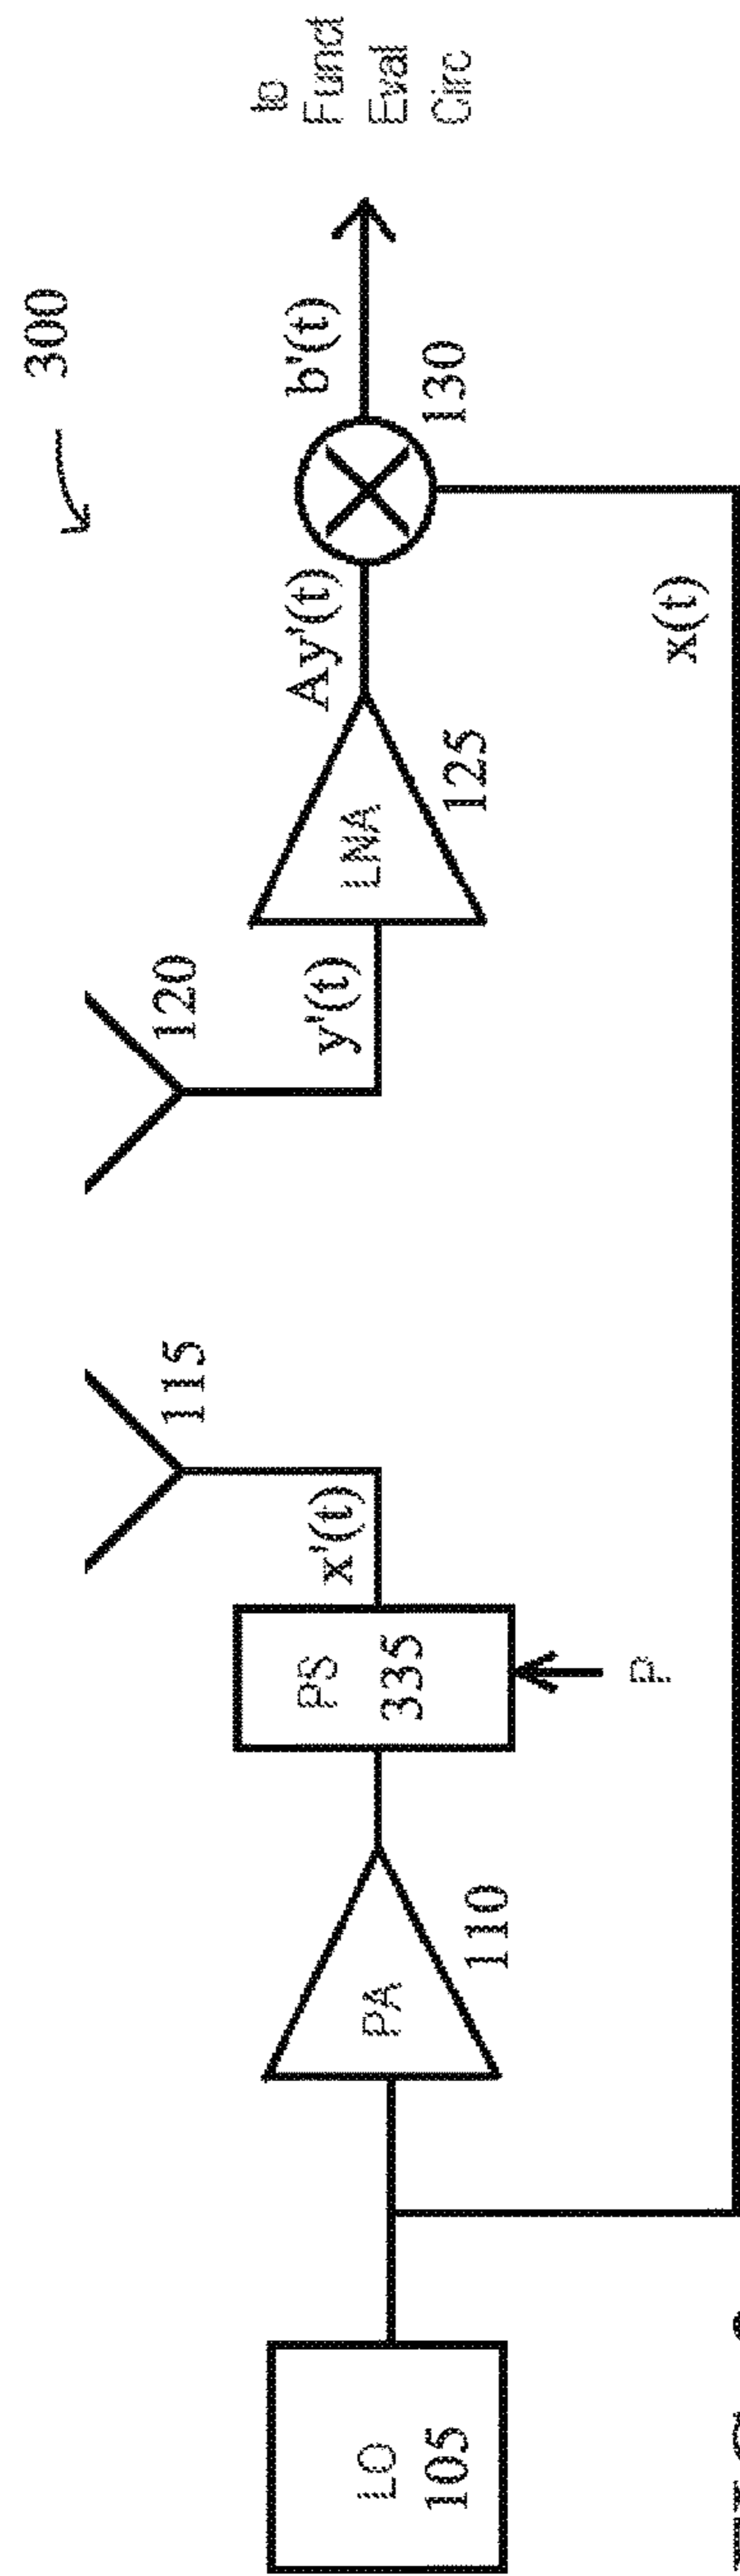 300
to
Funct
Eval
Circ
LO
105
PA
110
PS
335
P
x'(t)
115
120
y'(t)
LNA
125
Ay'(t)
130
b'(t)
x(t)